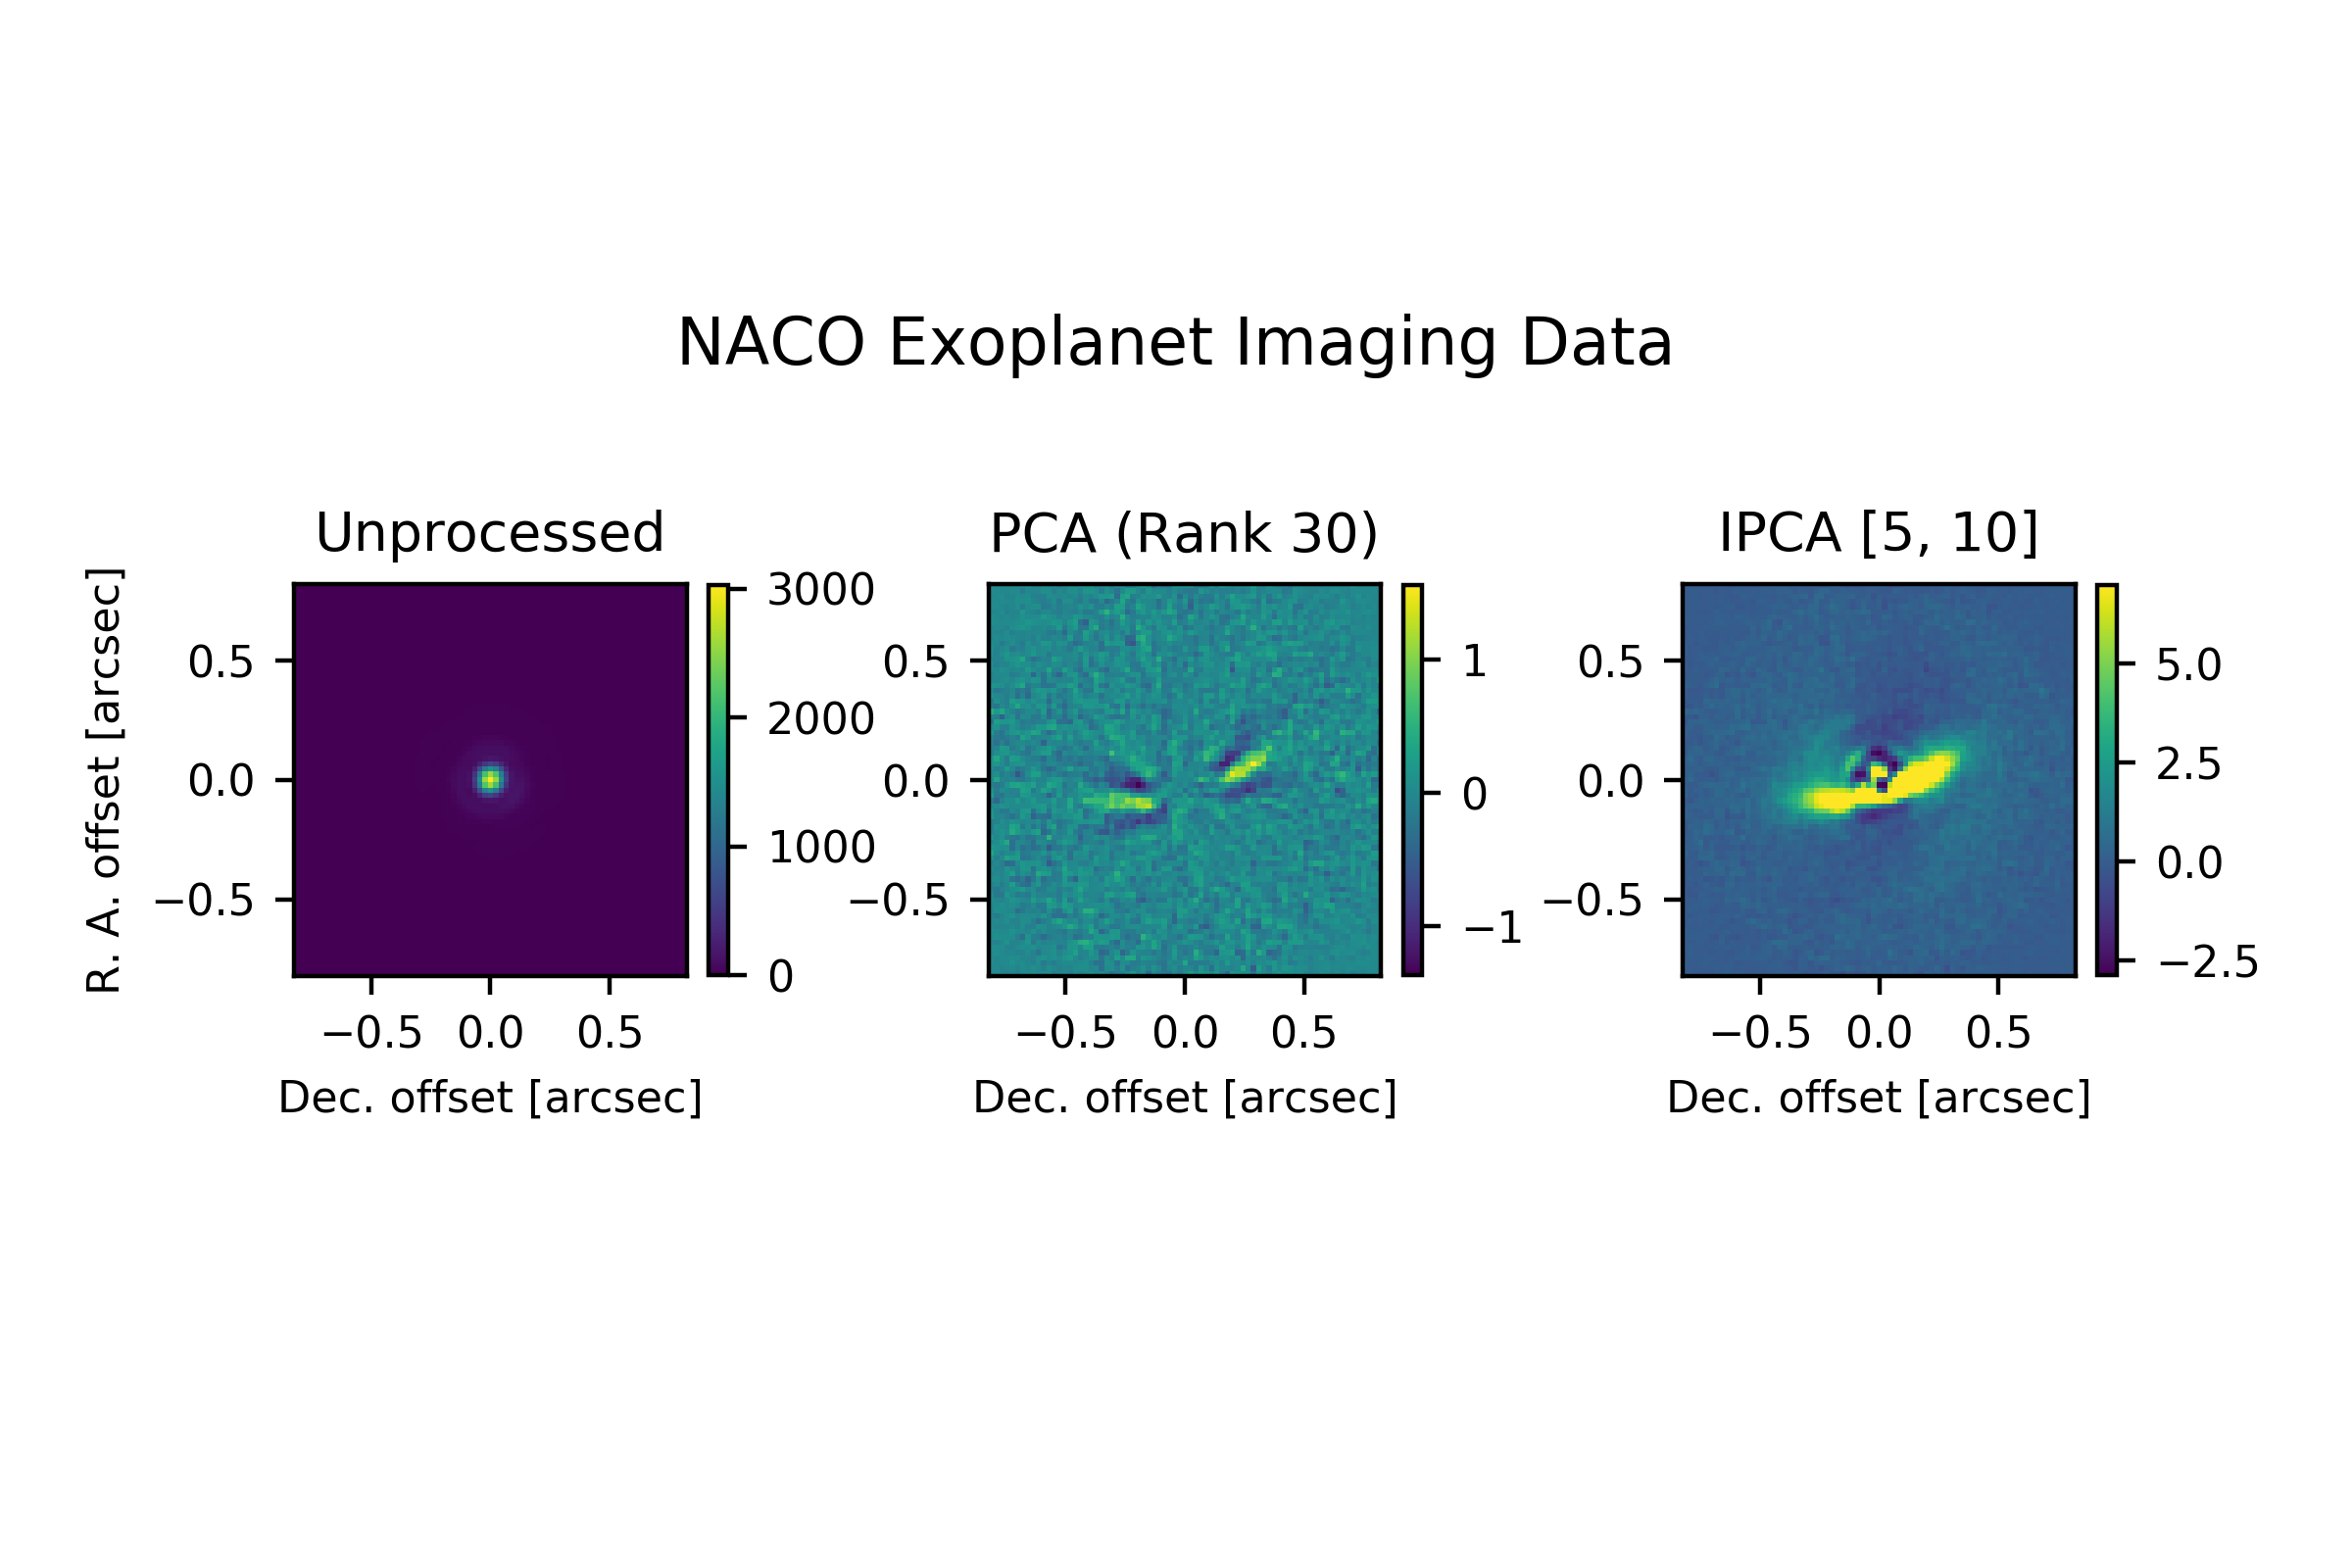 NACO Exoplanet Imaging Data
Unprocessed
PCA (Rank 30)
IPCA [5, 10]
R. A. offset [arcsec]
0.5
0.0
−0.5
−0.5 0.0 0.5
Dec. offset [arcsec]
3000
2000
1000
0
0.5
0.0
−0.5
−0.5 0.0 0.5
Dec. offset [arcsec]
1
0
−1
0.5
0.0
−0.5
−0.5 0.0 0.5
Dec. offset [arcsec]
5.0
2.5
0.0
−2.5